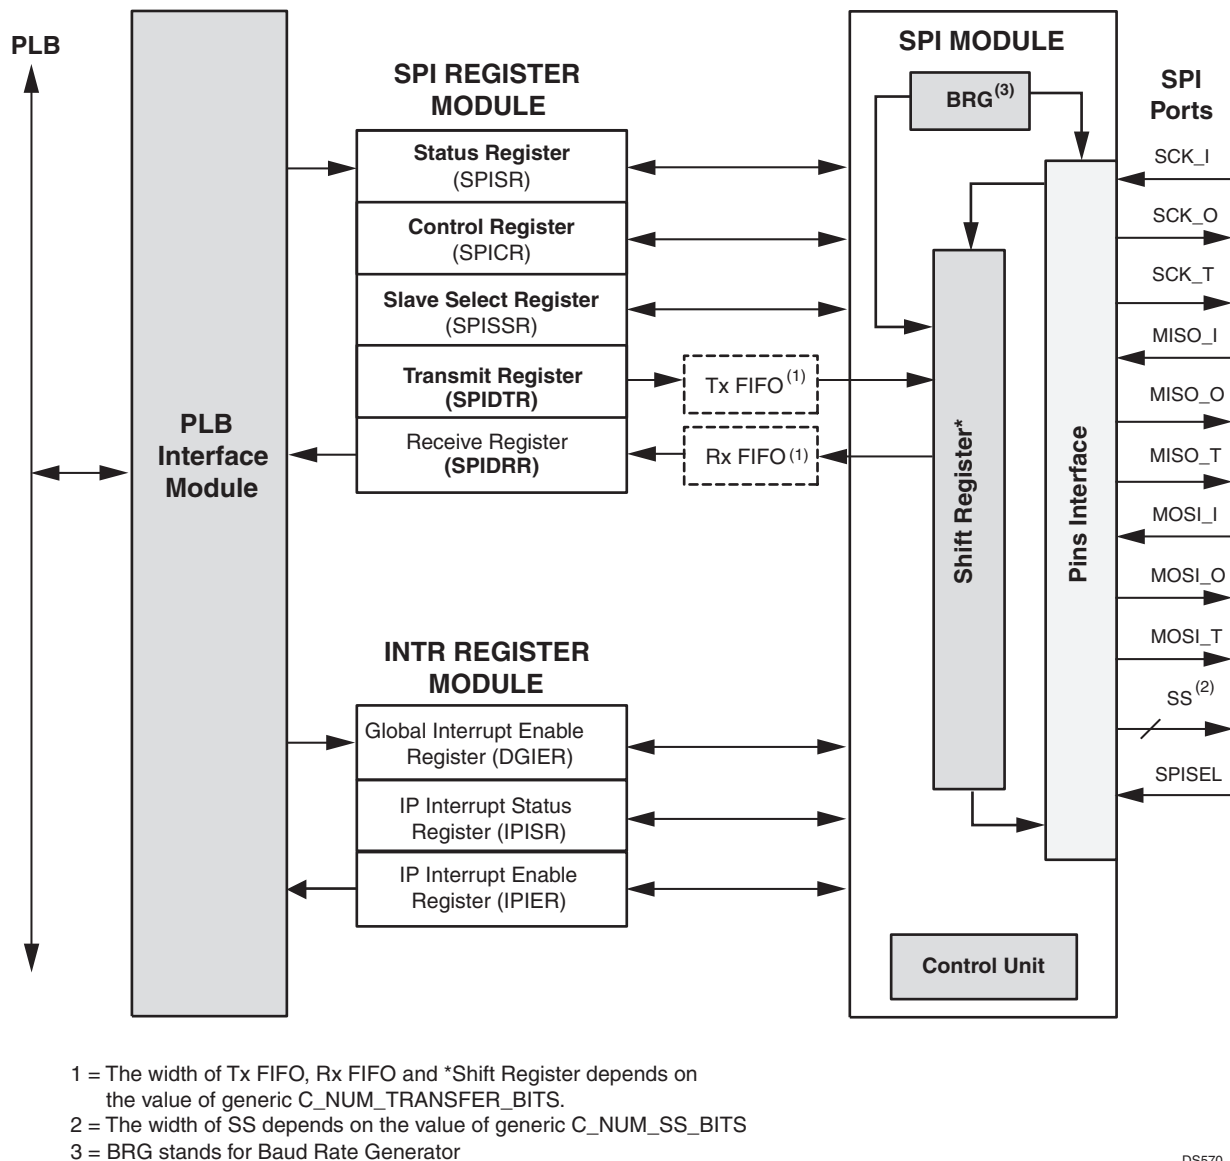 PLB
SPI REGISTER
MODULE
SPI MODULE
SPI
Ports
BRG(3)
Status Register
(SPISR)
Control Register
(SPICR)
Slave Select Register
(SPISSR)
Transmit Register
(SPIDTR)
Receive Register
(SPIDRR)
Tx FIFO(1)
Rx FIFO(1)
PLB
Interface
Module
Shift Register*
Pins Interface
SCK_I
SCK_O
SCK_T
MISO_I
MISO_O
MISO_T
MOSI_I
MOSI_O
MOSI_T
SS(2)
SPISEL
INTR REGISTER
MODULE
Global Interrupt Enable
Register (DGIER)
IP Interrupt Status
Register (IPISR)
IP Interrupt Enable
Register (IPIER)
Control Unit
1 = The width of Tx FIFO, Rx FIFO and *Shift Register depends on
the value of generic C_NUM_TRANSFER_BITS.
2 = The width of SS depends on the value of generic C_NUM_SS_BITS
3 = BRG stands for Baud Rate Generator
DS570